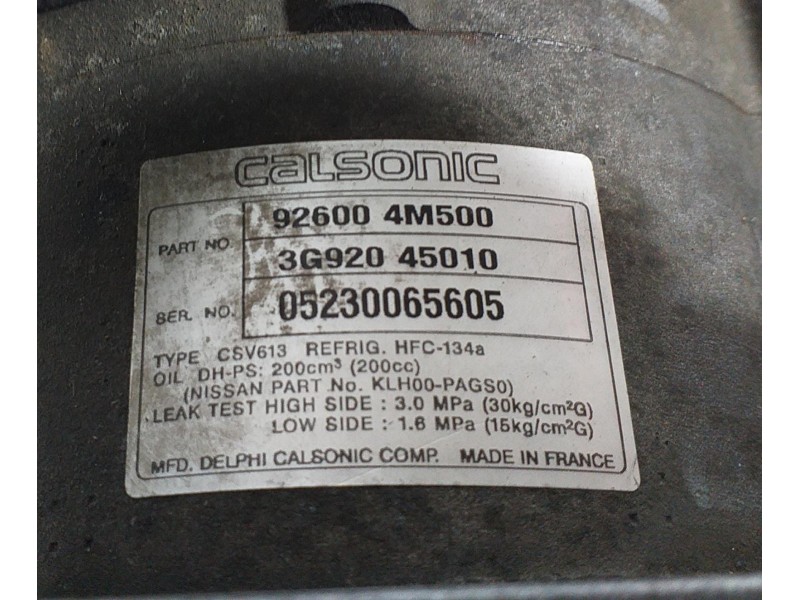 CALSONIC
PART NO. 92600 4M500
3G920 45010
SER. NO. 05230065605
TYPE CSV613 REFRIG. HFC-134a
OIL DH-PS: 200cm³ (200cc)
(NISSAN PART No. KLH00-PAGS0)
LEAK TEST HIGH SIDE : 3.0 MPa (30kg/cm²G)
LOW SIDE : 1.6 MPa (15kg/cm²G)
MFD. DELPHI CALSONIC COMP. MADE IN FRANCE